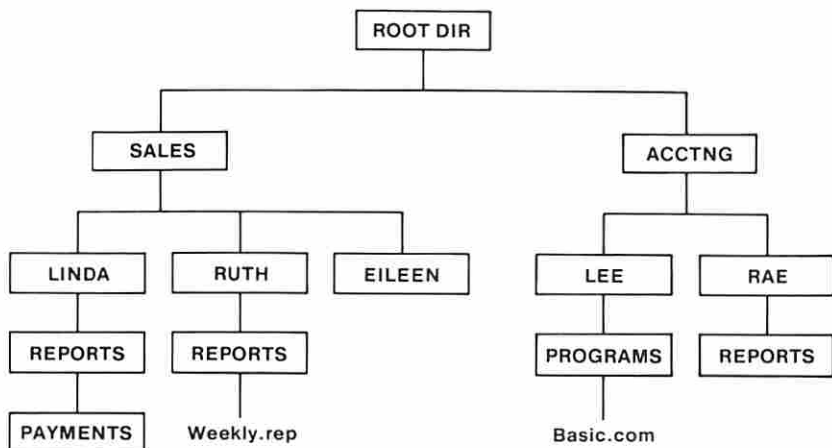 ROOT DIR
SALES
ACCTNG
LINDA
RUTH
EILEEN
LEE
RAE
REPORTS
REPORTS
PROGRAMS
REPORTS
PAYMENTS
Weekly.rep
Basic.com